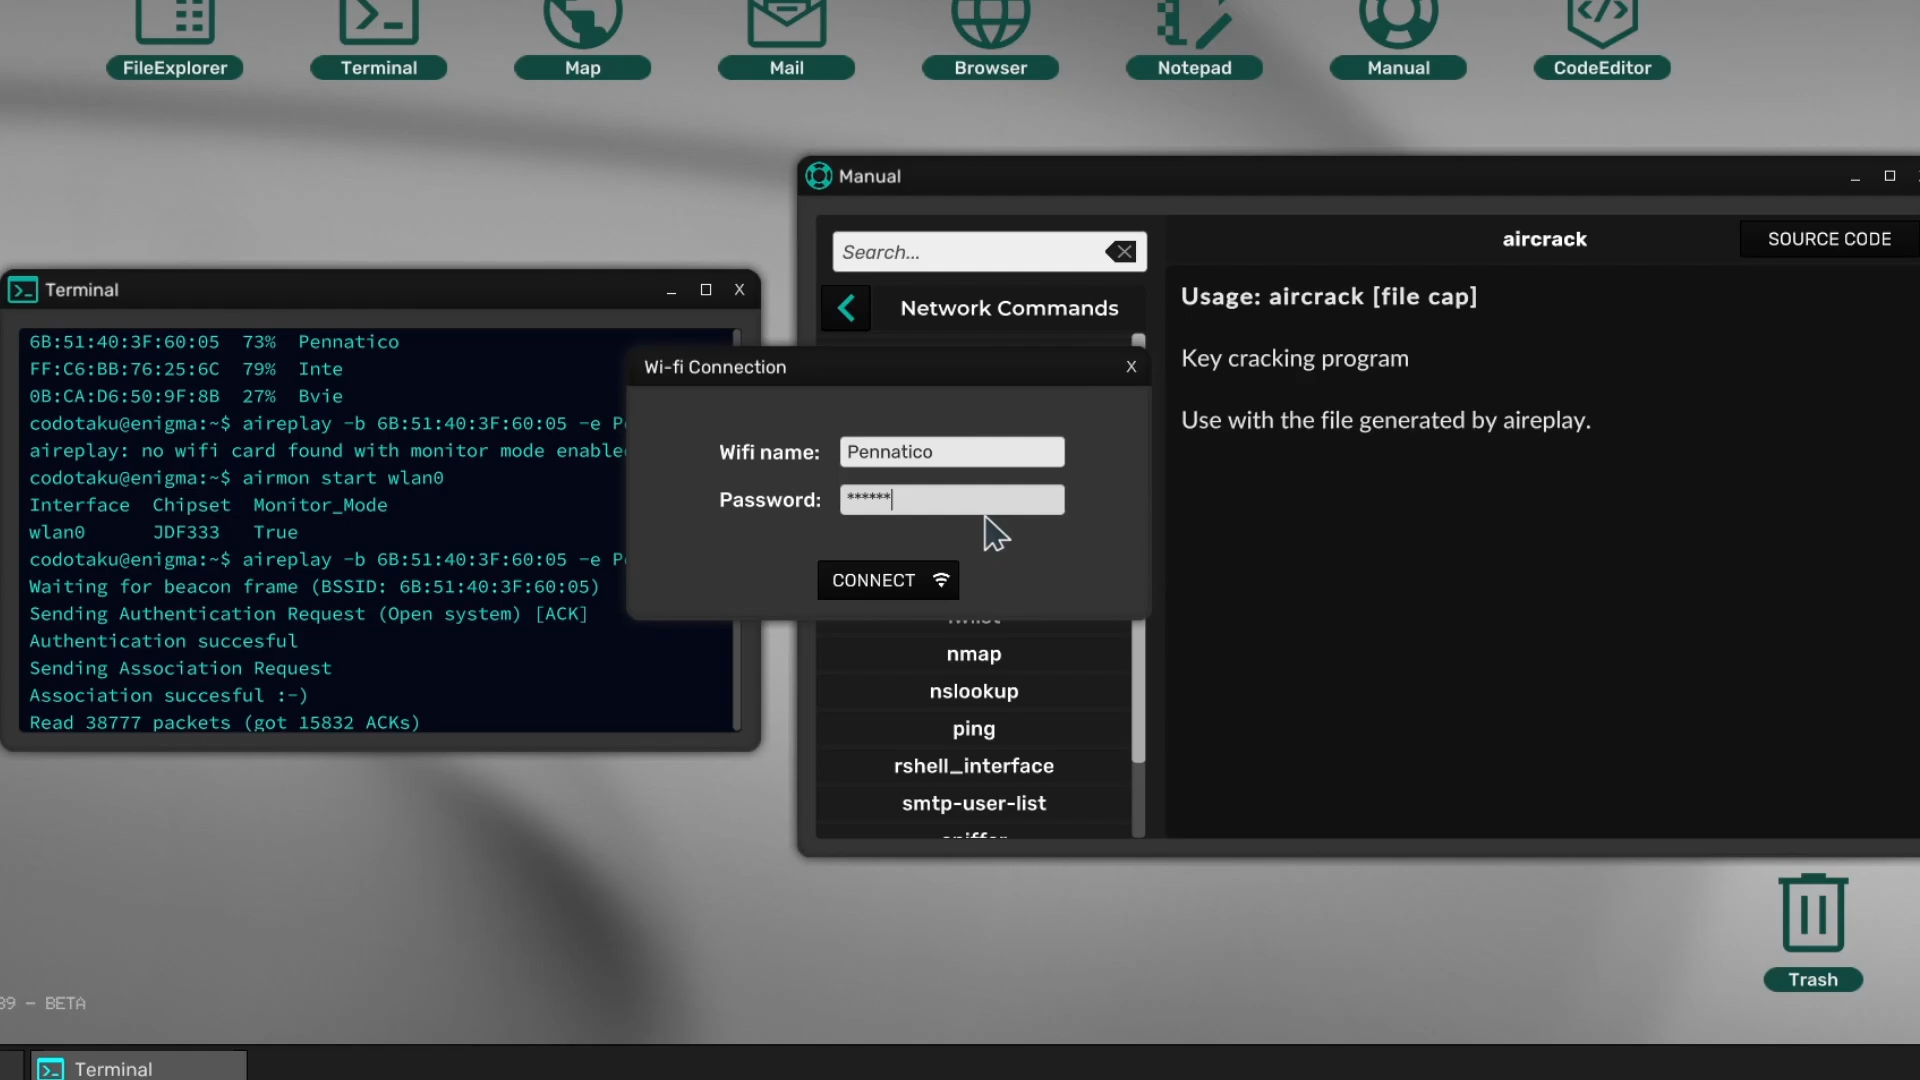 FileExplorer
Terminal
Map
Mail
Browser
Notepad
Manual
CodeEditor
Manual
Search...
Network Commands
nmap
nslookup
ping
rshell_interface
smtp-user-list
aircrack
SOURCE CODE
Usage: aircrack [file cap]
Key cracking program
Use with the file generated by aireplay.
Terminal
_ X
6B:51:40:3F:60:05 73% Pennatico
FF:C6:BB:76:25:6C 79% Inte
0B:CA:D6:50:9F:8B 27% Bvie
codotaku@enigma:~$ aireplay -b 6B:51:40:3F:60:05 -e P
aireplay: no wifi card found with monitor mode enable
codotaku@enigma:~$ airmon start wlan0
Interface Chipset Monitor_Mode
wlan0 JDF333 True
codotaku@enigma:~$ aireplay -b 6B:51:40:3F:60:05 -e P
Waiting for beacon frame (BSSID: 6B:51:40:3F:60:05)
Sending Authentication Request (Open system) [ACK]
Authentication succesful
Sending Association Request
Association succesful :-)
Read 38777 packets (got 15832 ACKs)
Wi-fi Connection X
Wifi name: Pennatico
Password: ******
CONNECT
Trash
39 - BETA
Terminal